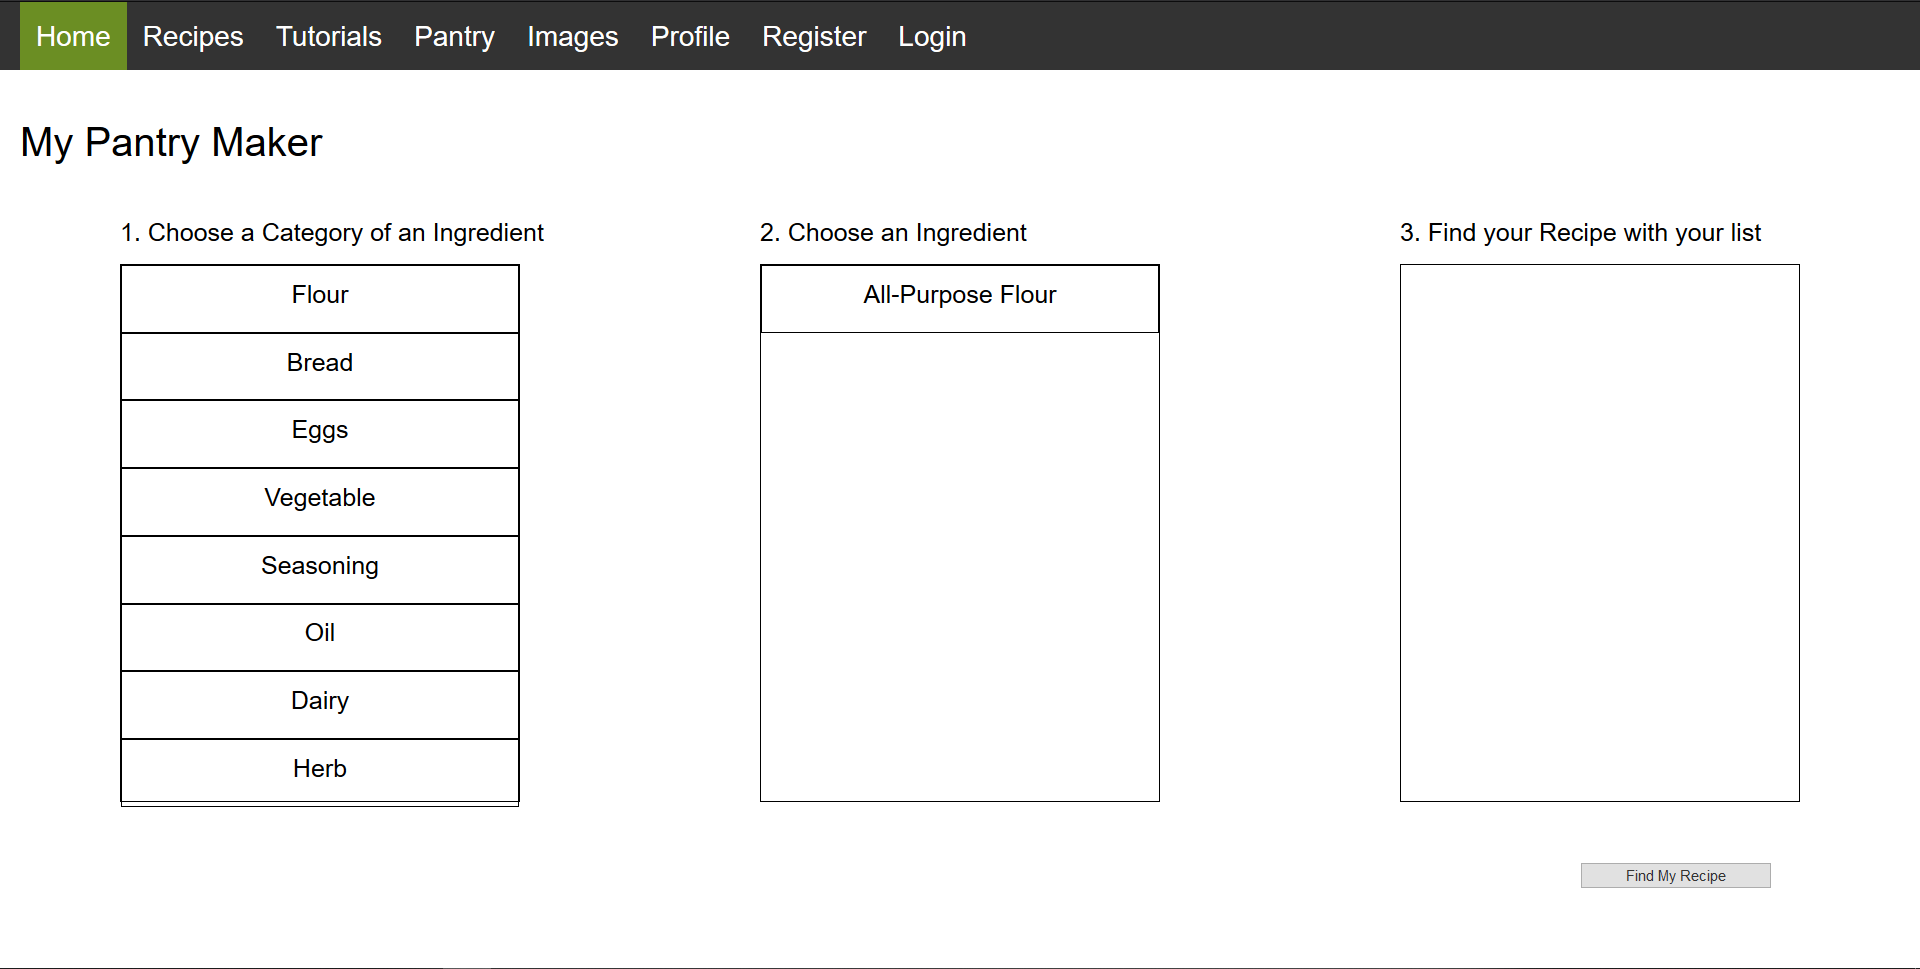 Home Recipes Tutorials Pantry Images Profile Register Login
My Pantry Maker
1. Choose a Category of an Ingredient
Flour
Bread
Eggs
Vegetable
Seasoning
Oil
Dairy
Herb
2. Choose an Ingredient
All-Purpose Flour
3. Find your Recipe with your list
Find My Recipe